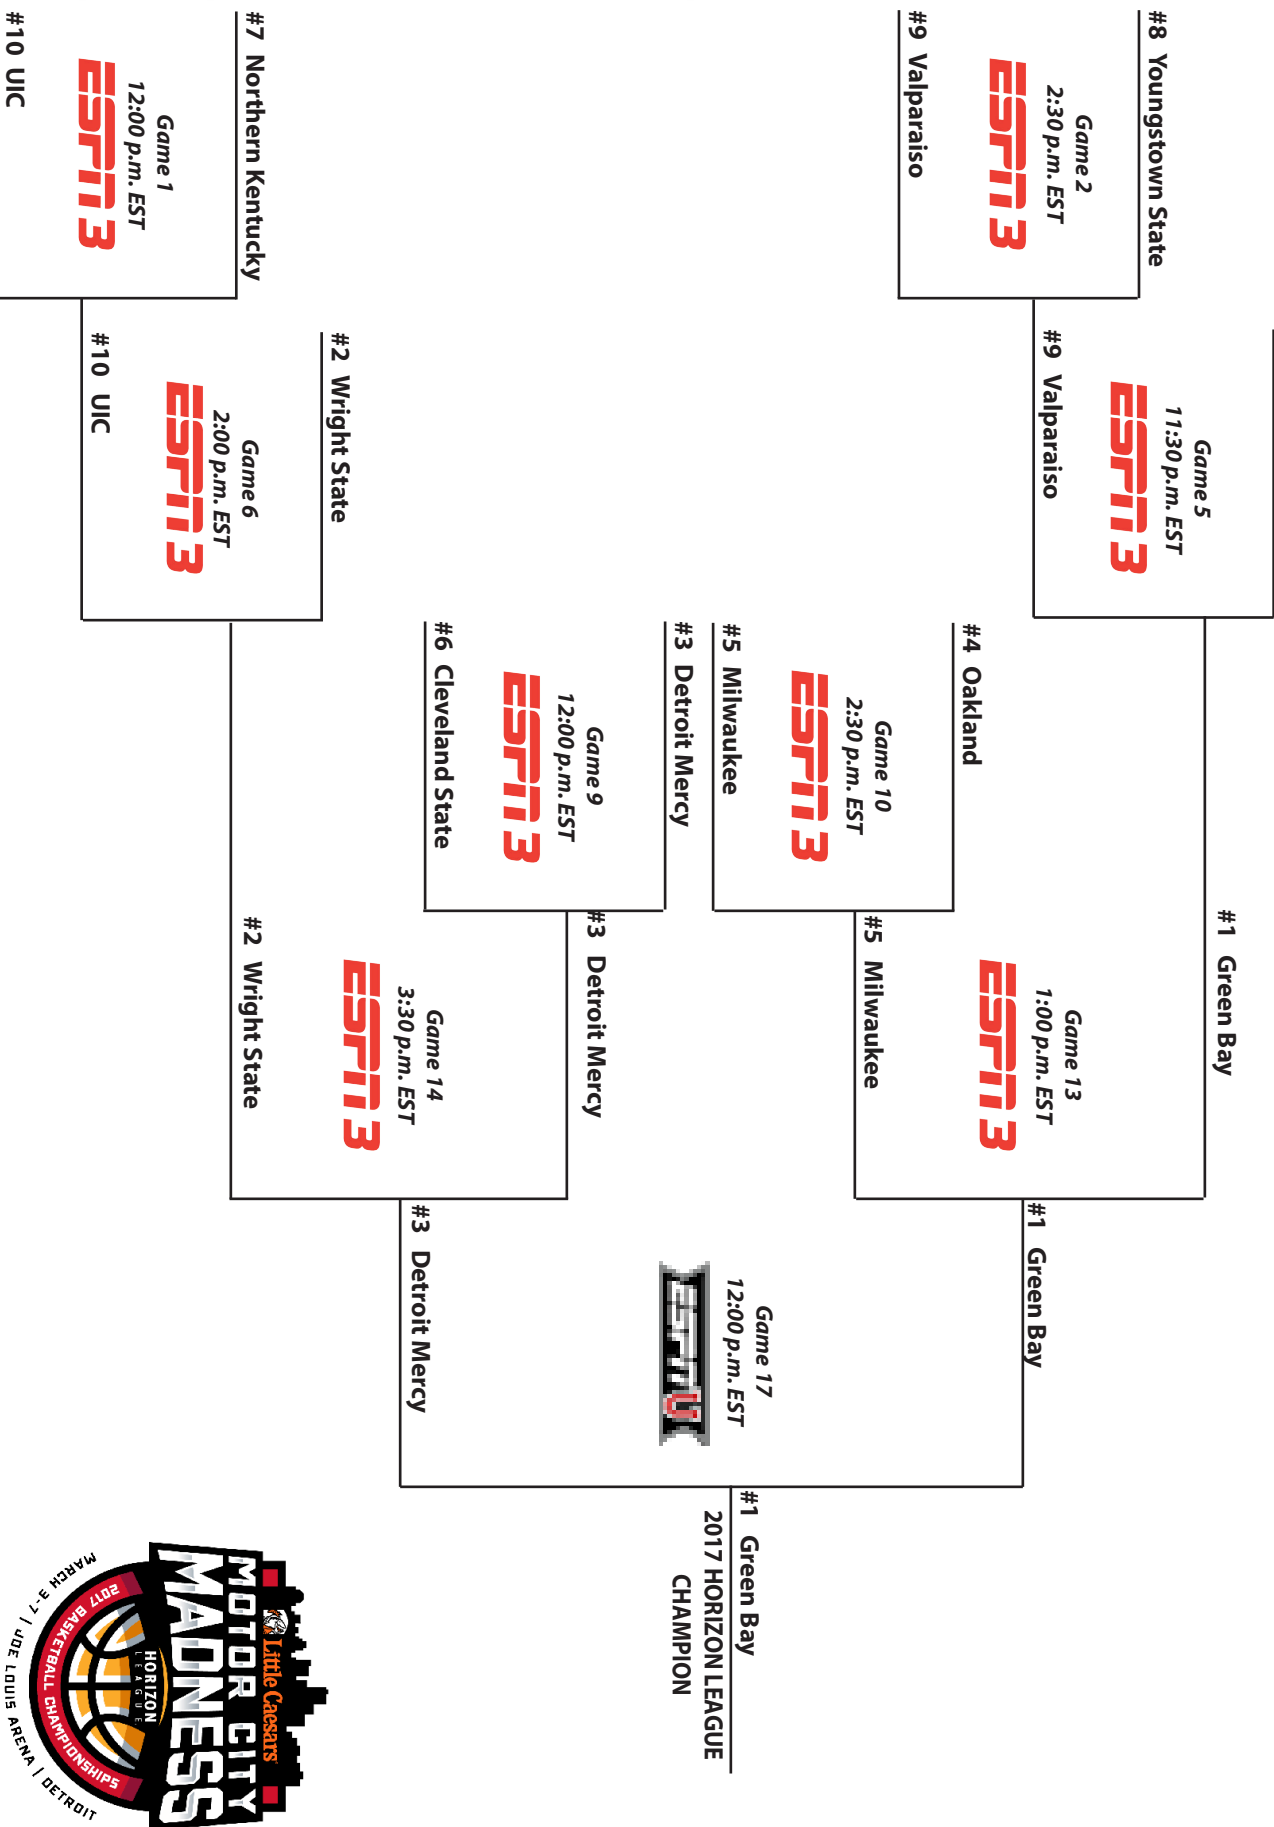 #8 Youngstown State
Game 2
2:30 p.m. EST
ESPN3
#9 Valparaiso
#7 Northern Kentucky
Game 1
12:00 p.m. EST
ESPN3
#10 UIC
Game 5
11:30 p.m. EST
ESPN3
#9 Valparaiso
#2 Wright State
Game 6
2:00 p.m. EST
ESPN3
#10 UIC
#4 Oakland
Game 10
2:30 p.m. EST
ESPN3
#5 Milwaukee
#3 Detroit Mercy
Game 9
12:00 p.m. EST
ESPN3
#6 Cleveland State
#1 Green Bay
Game 13
1:00 p.m. EST
ESPN3
#5 Milwaukee
#3 Detroit Mercy
Game 14
3:30 p.m. EST
ESPN3
#2 Wright State
#1 Green Bay
Game 17
12:00 p.m. EST
ESPNU
#3 Detroit Mercy
#1 Green Bay
2017 HORIZON LEAGUE
CHAMPION
Little Caesars
MOTOR CITY
MADNESS
HORIZON
LEAGUE
2017 BASKETBALL CHAMPIONSHIPS
MARCH 3-7 | JOE LOUIS ARENA | DETROIT